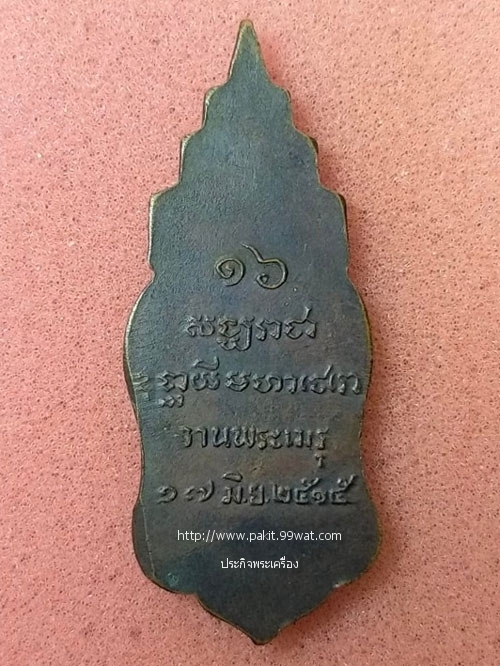 ๑๖
งานพระเมรุ
๑๗ มิ.ย. ๒๕๑๕
http://www.pakit.99wat.com
ประกิจพระเครื่อง